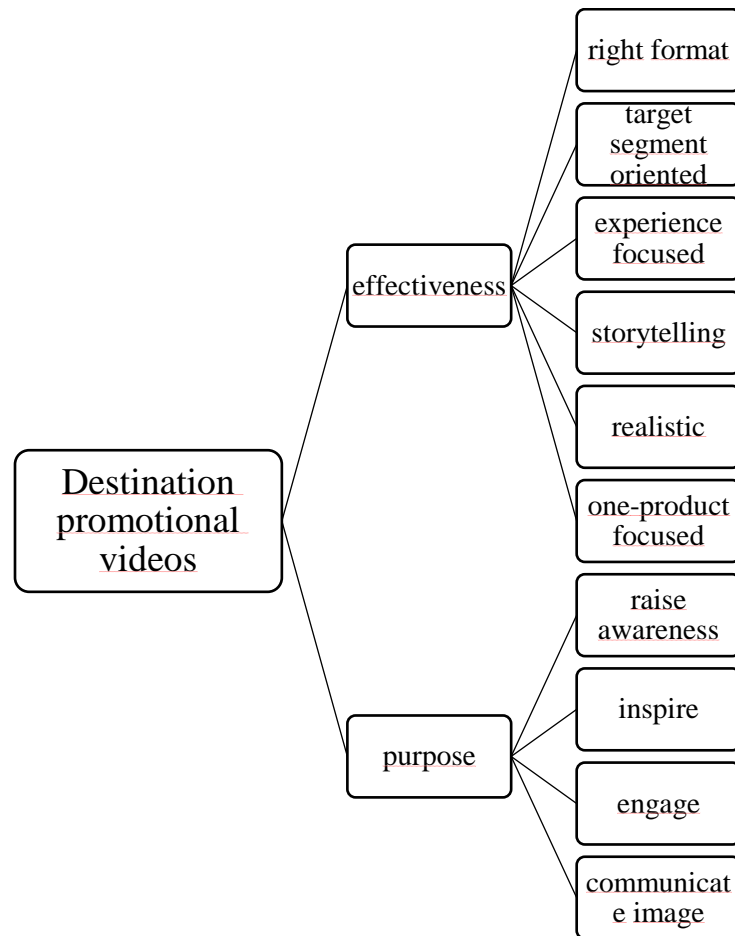 Destination
promotional
videos
effectiveness
right format
target
segment
oriented
experience
focused
storytelling
realistic
one-product
focused
purpose
raise
awareness
inspire
engage
communicat
e image